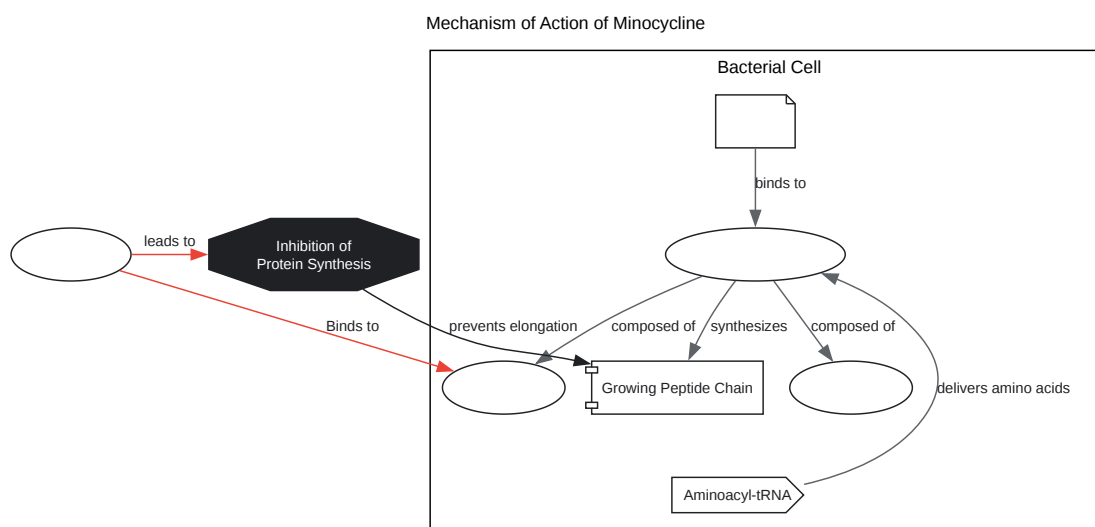 Mechanism of Action of Minocycline
Bacterial Cell
binds to
leads to
Inhibition of
Protein Synthesis
Binds to
prevents elongation
composed of
synthesizes
composed of
Growing Peptide Chain
delivers amino acids
Aminoacyl-tRNA